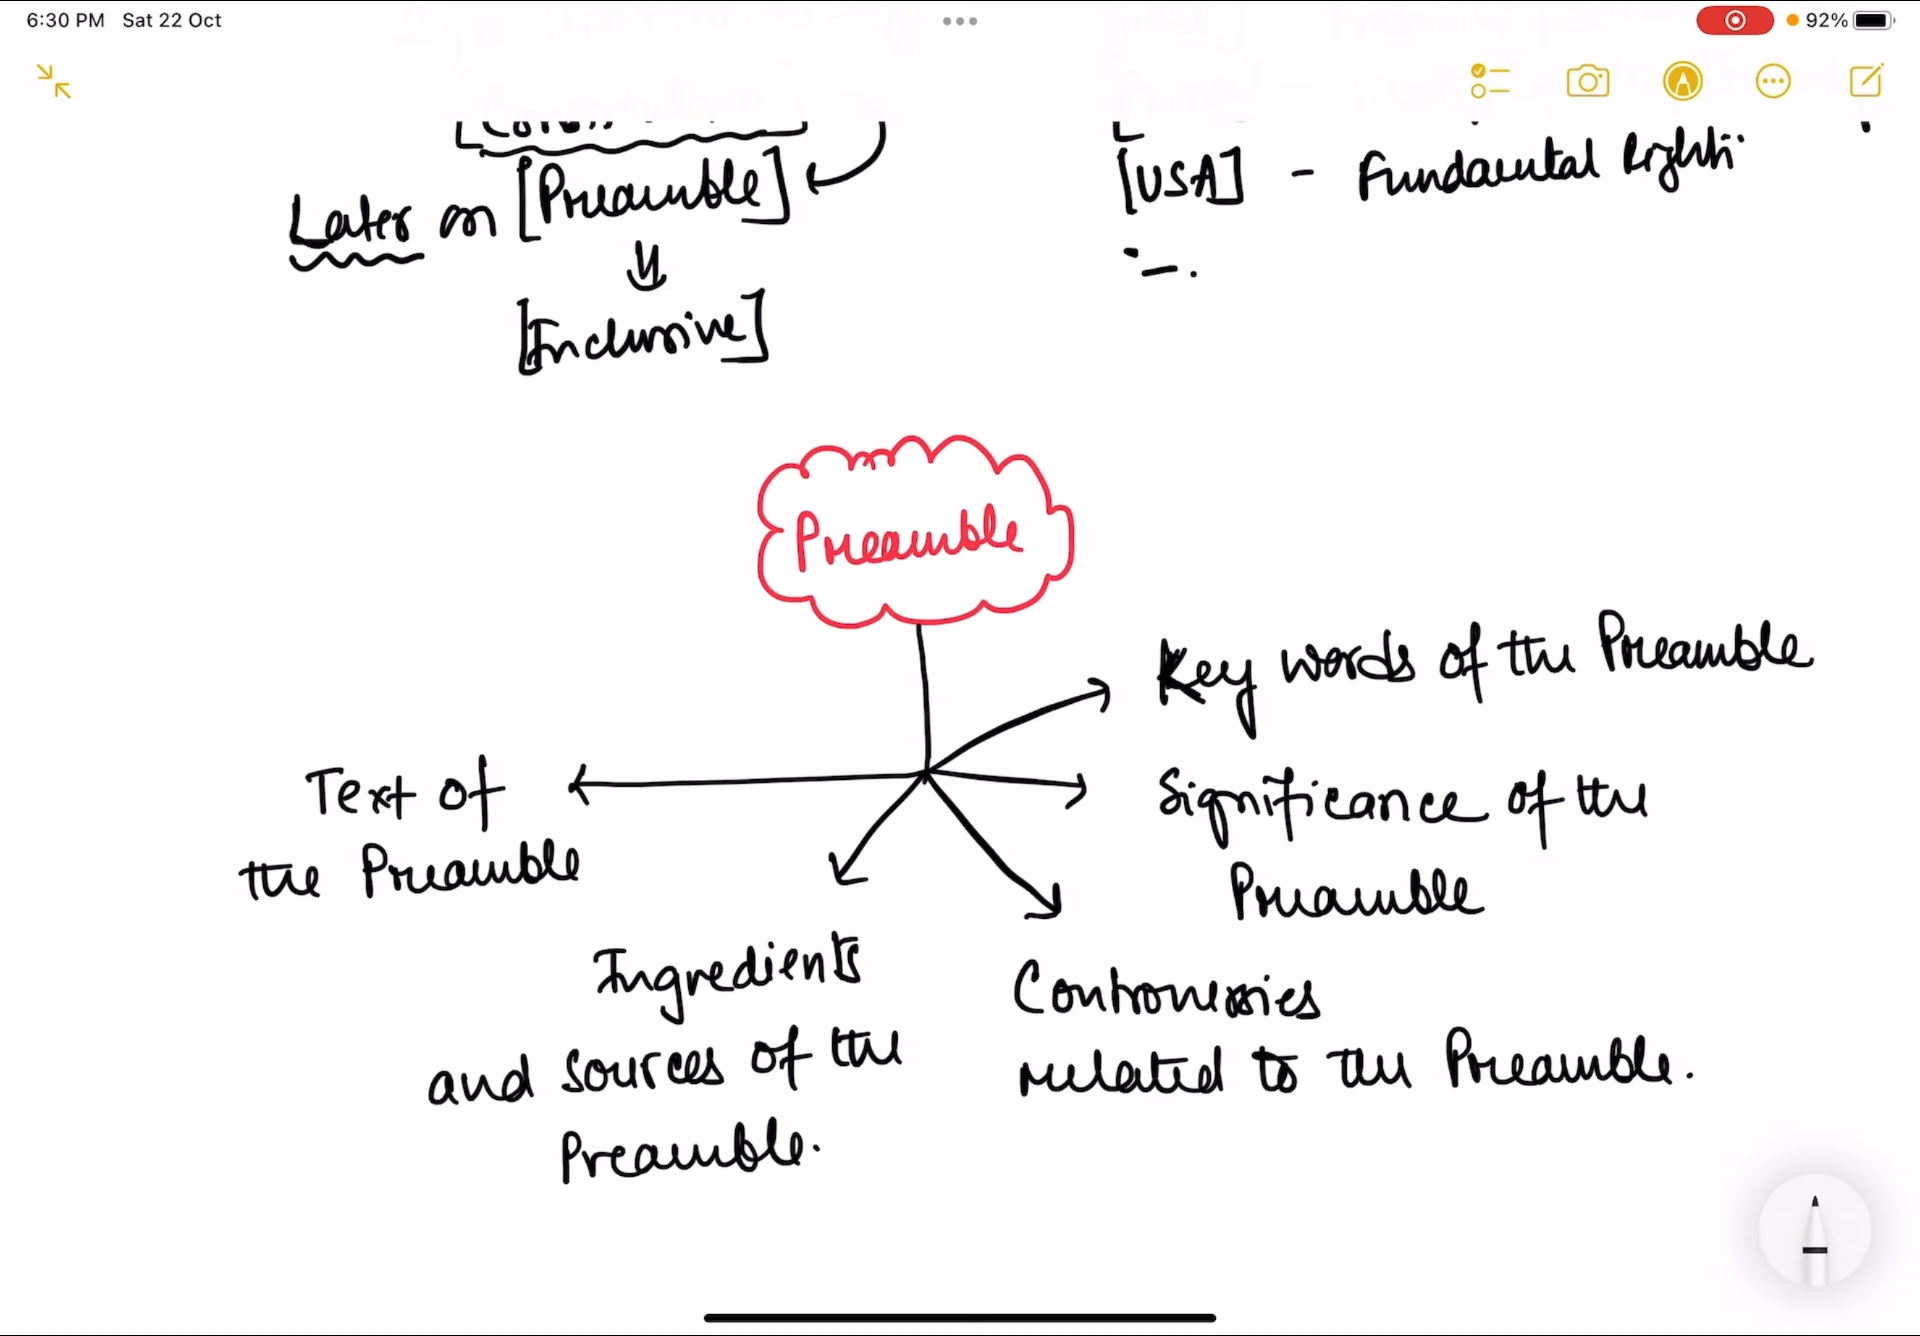 6:30 PM Sat 22 Oct
92%
Later on [Preamble]
[Inclusive]
[USA] - Fundamental Rights
Preamble
Key words of the Preamble
Text of
the Preamble
Significance of the
Preamble
Ingredients
and Sources of the
Preamble.
Controversies
related to the Preamble.